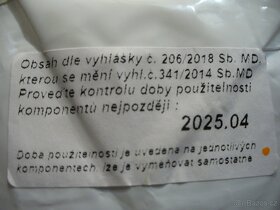 Obsah dle vyhlášky č. 206/2018 Sb. MD.
kterou se mění vyhl.č.341/2014 Sb.MD
Proveďte kontrolu doby použitelnosti
komponentů nejpozději :
2025.04
Doba použitelnosti je uvedena na jednotlivých
komponentech, lze je vyměňovat samostatně